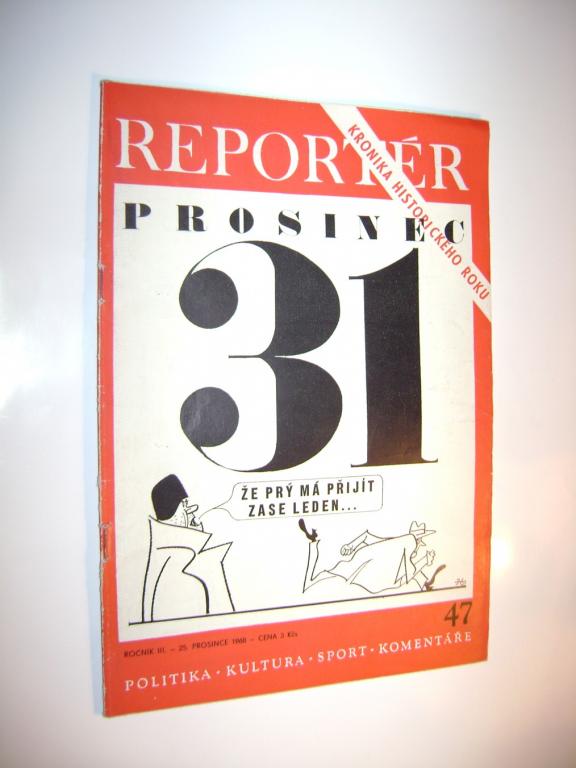 REPORTÉR
KRONIKA HISTORICKÉHO ROKU
PROSINEC
31
ŽE PRÝ MÁ PŘIJÍT
ZASE LEDEN...
47
ROČNÍK III. – 25. PROSINCE 1968 – CENA 3 Kčs
POLITIKA · KULTURA · SPORT · KOMENTÁŘE